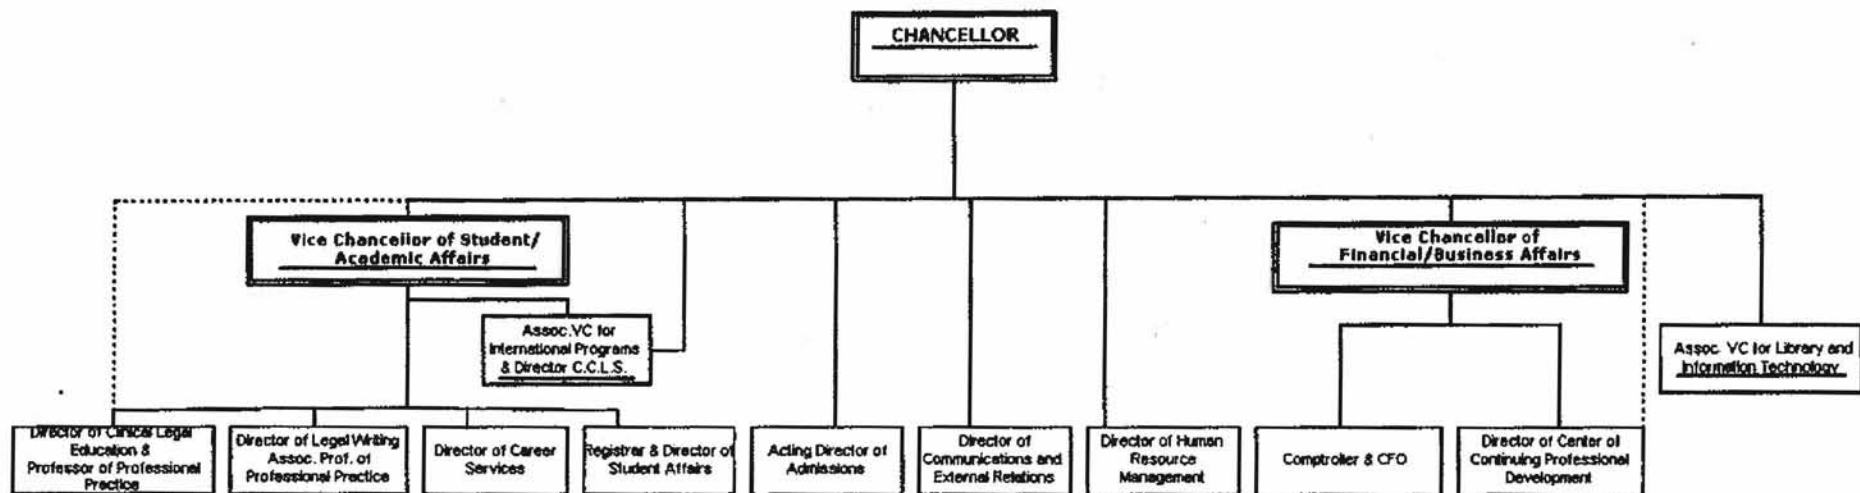 CHANCELLOR
Vice Chancellor of Student/
Academic Affairs
Vice Chancellor of
Financial/Business Affairs
Assoc. VC for
International Programs
& Director C.C.L.S.
Assoc. VC for Library and
Information Technology
Director of Clinical Legal
Education &
Professor of Professional
Practice
Director of Legal Writing
Assoc. Prof. of
Professional Practice
Director of Career
Services
Registrar & Director of
Student Affairs
Acting Director of
Admissions
Director of
Communications and
External Relations
Director of Human
Resource
Management
Comptroller & CFO
Director of Center of
Continuing Professional
Development